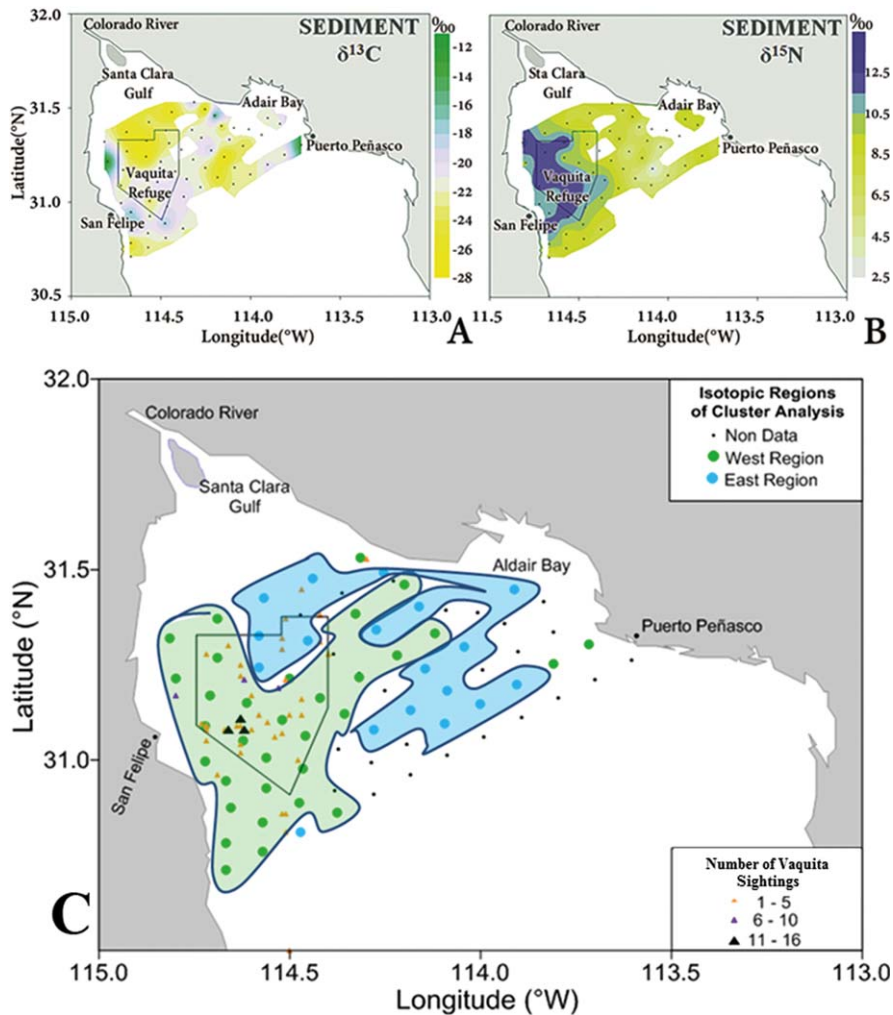 32.0
Colorado River
SEDIMENT
δ¹³C
‰
-12
-14
-16
-18
-20
-22
-24
-26
-28
Santa Clara
Gulf
Adair Bay
31.5
Puerto Peñasco
Latitude(°N)
Vaquita
Refuge
31.0
San Felipe
30.5
115.0
114.5
114.0
113.5
113.0
Longitude(°W)
A
Colorado River
SEDIMENT
δ¹⁵N
‰
12.5
10.5
8.5
6.5
4.5
2.5
Sta Clara
Gulf
Adair Bay
Puerto Peñasco
Latitude(°N)
Vaquita
Refuge
San Felipe
11.5
114.5
114.0
113.5
113.0
Longitude(°W)
B
32.0
Colorado River
Isotopic Regions
of Cluster Analysis
Non Data
West Region
East Region
Santa Clara
Gulf
31.5
Aldair Bay
Puerto Peñasco
Latitude (°N)
31.0
San Felipe
C
Number of Vaquita
Sightings
1 - 5
6 - 10
11 - 16
115.0
114.5
114.0
113.5
113.0
Longitude (°W)